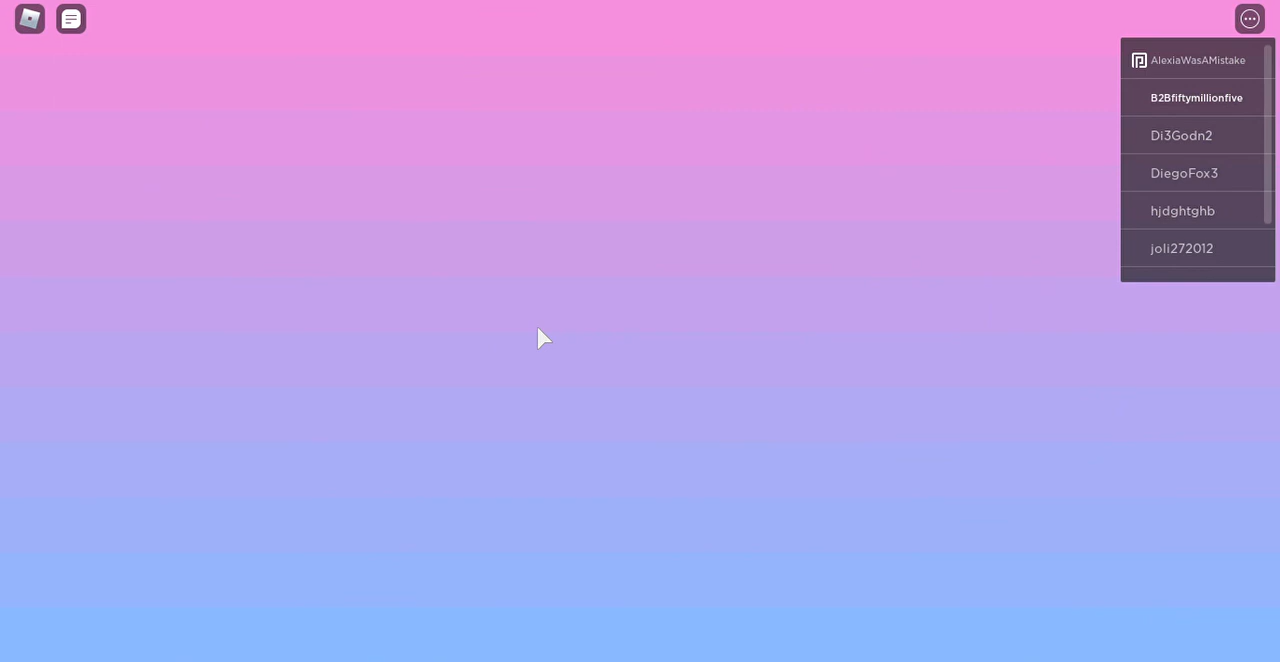 AlexiaWasAMistake
B2Bfiftymillionfive
Di3Godn2
DiegoFox3
hjdghtghb
joli272012